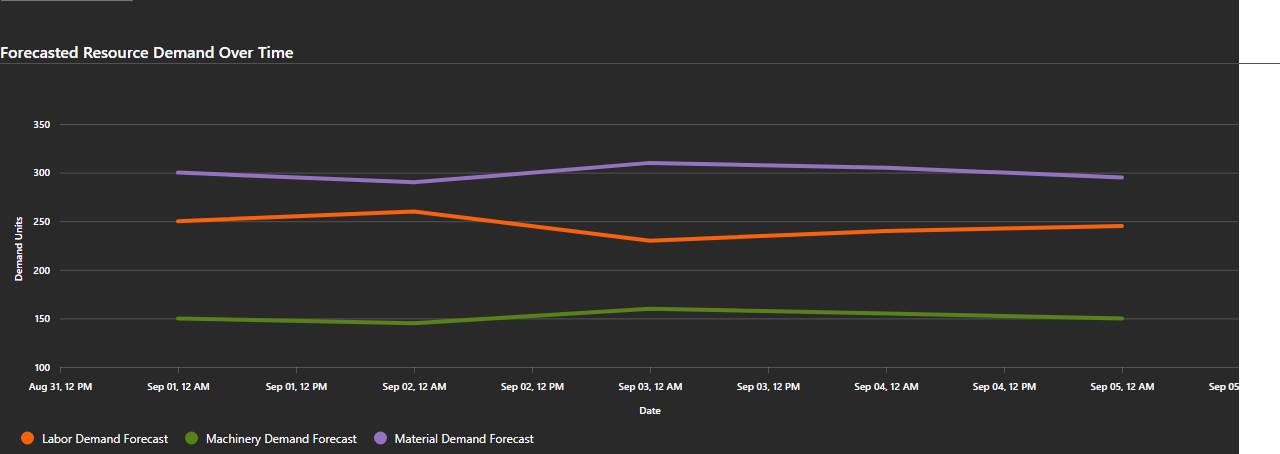 Forecasted Resource Demand Over Time
350
300
250
200
150
100
Demand Units
Aug 31, 12 PM Sep 01, 12 AM Sep 01, 12 PM Sep 02, 12 AM Sep 02, 12 PM Sep 03, 12 AM Sep 03, 12 PM Sep 04, 12 AM Sep 04, 12 PM Sep 05, 12 AM Sep 05
Date
Labor Demand Forecast Machinery Demand Forecast Material Demand Forecast